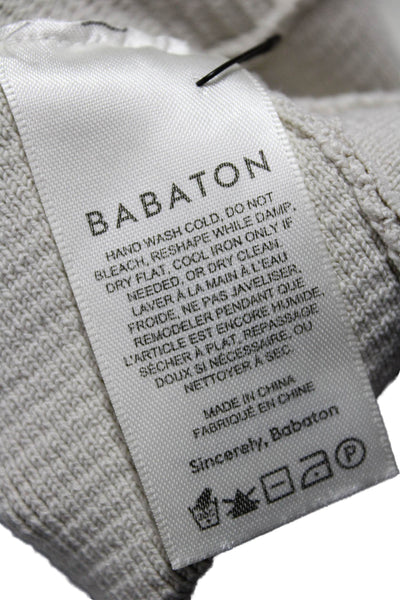 BABATON
HAND WASH COLD, DO NOT
BLEACH, RESHAPE WHILE DAMP.
DRY FLAT, COOL IRON ONLY IF
NEEDED, OR DRY CLEAN.
LAVER À LA MAIN À L'EAU
FROIDE, NE PAS JAVELISER,
REMODELER PENDANT QUE
L'ARTICLE EST ENCORE HUMIDE.
SÉCHER À PLAT, REPASSAGE
DOUX SI NÉCESSAIRE, OU
NETTOYER À SEC.
MADE IN CHINA
FABRIQUÉ EN CHINE
Sincerely, Babaton
P